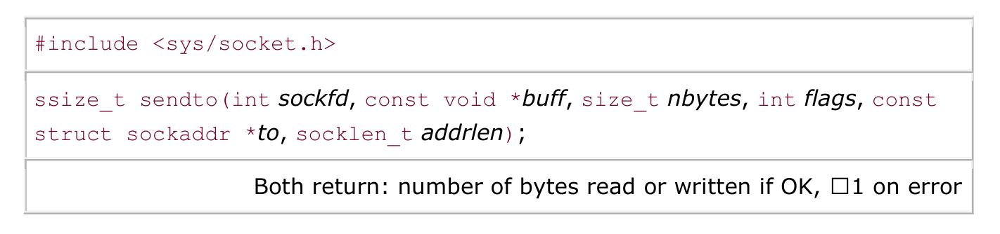 #include <sys/socket.h>
ssize_t sendto(int sockfd, const void *buff, size_t nbytes, int flags, const
struct sockaddr *to, socklen_t addrlen);
Both return: number of bytes read or written if OK, □1 on error